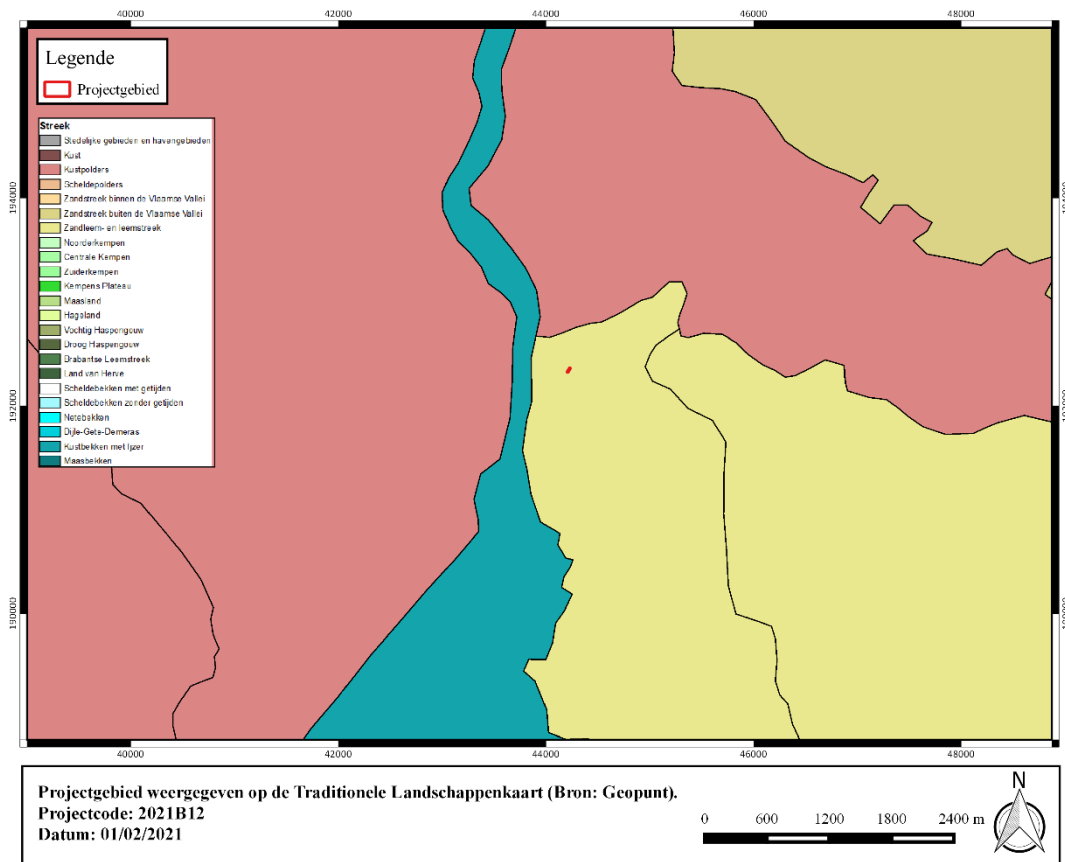 40000 42000 44000 46000 48000
Legende
Projectgebied
Streek
Stedelijke gebieden en havengebieden
Kust
Kustpolders
Scheldepolders
Zandstreek binnen de Vlaamse Vallei
Zandstreek buiten de Vlaamse Vallei
Zandleem- en leemstreek
Noorderkempen
Centrale Kempen
Zuiderkempen
Kempens Plateau
Maasland
Hageland
Vochtig Haspengouw
Droog Haspengouw
Brabantse Leemstreek
Land van Herve
Scheldebekken met getijden
Scheldebekken zonder getijden
Netebekken
Dijle-Gete-Demeras
Kustbekken met Ijzer
Maasbekken
194000 194000
192000 192000
190000 190000
40000 42000 44000 46000 48000
Projectgebied weergegeven op de Traditionele Landschappenkaart (Bron: Geopunt).
Projectcode: 2021B12
Datum: 01/02/2021
0 600 1200 1800 2400 m
N